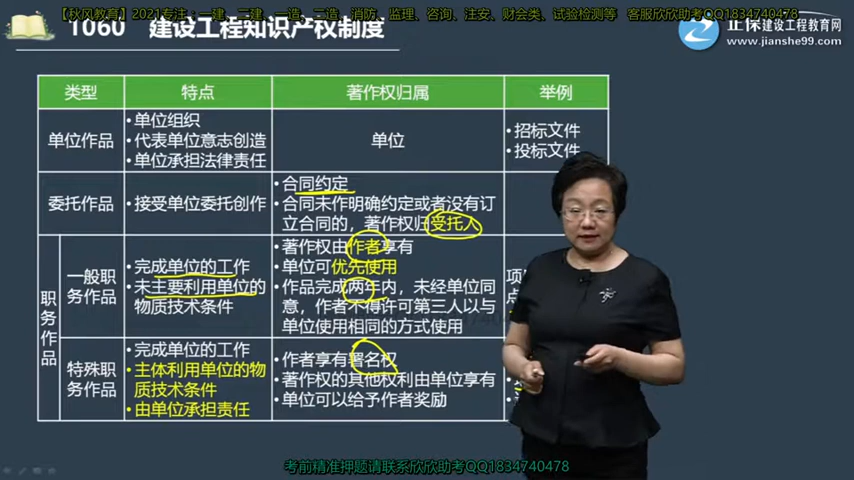 【秋风教育】2021专注：一建、二建、一造、二造、消防、监理、咨询、注安、财会类、试验检测等 客服欣欣助考QQ1834740478
1060 建设工程知识产权制度
正保建设工程教育网
www.jianshe99.com
类型 特点 著作权归属 举例
单位作品
•单位组织
•代表单位意志创造
•单位承担法律责任
单位
•招标文件
•投标文件
委托作品
•接受单位委托创作
•合同约定
•合同未作明确约定或者没有订
立合同的，著作权归受托人
职务作品
一般职
务作品
•完成单位的工作
•未主要利用单位的
物质技术条件
•著作权由作者享有
•单位可优先使用
•作品完成两年内，未经单位同
意，作者不得许可第三人以与
单位使用相同的方式使用
特殊职
务作品
•完成单位的工作
•主体利用单位的物
质技术条件
•由单位承担责任
•作者享有署名权
•著作权的其他权利由单位享有
•单位可以给予作者奖励
考前精准押题请联系欣欣助考QQ1834740478